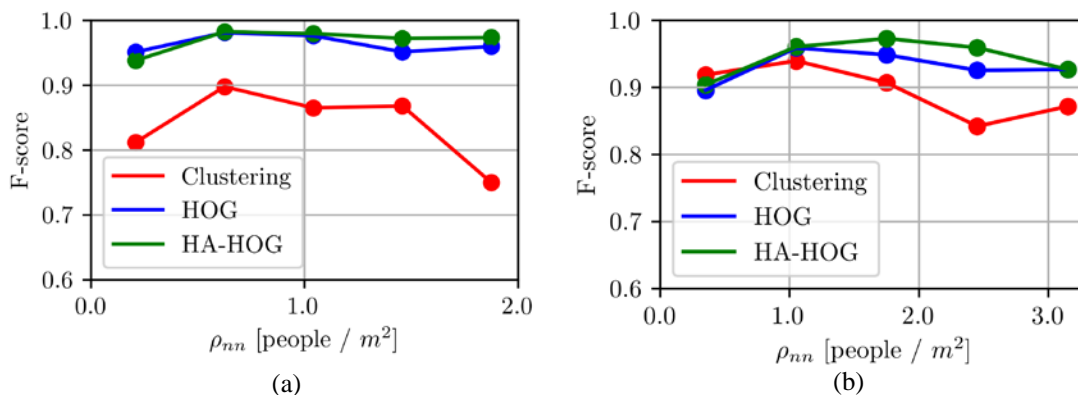 1.0
0.9
0.8
0.7
0.6
F-score
Clustering
HOG
HA-HOG
0.0
1.0
2.0
ρnn [people / m²]
(a)
1.0
0.9
0.8
0.7
0.6
F-score
Clustering
HOG
HA-HOG
0.0
1.0
2.0
3.0
ρnn [people / m²]
(b)